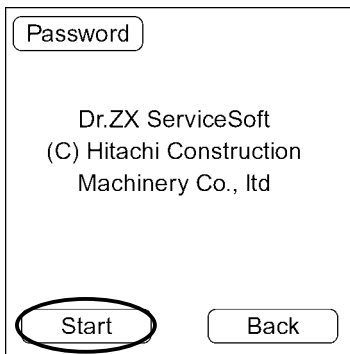 Password
Dr.ZX ServiceSoft
(C) Hitachi Construction
Machinery Co., ltd
Start
Back